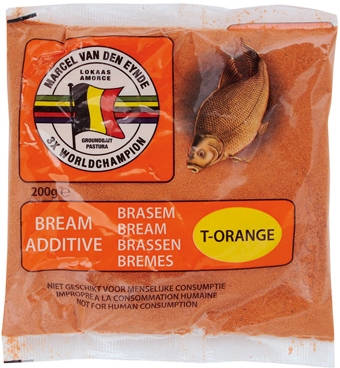 MARCEL VAN DEN EYNDE
LOKAAS
AMORCE
GROUNDBAIT
PASTURA
3X WORLDCHAMPION
200g e
BREAM
ADDITIVE
BRASEM
BREAM
BRASSEN
BREMES
T-ORANGE
NIET GESCHIKT VOOR MENSELIJKE CONSUMPTIE
IMPROPRE A LA CONSOMMATION HUMAINE
NOT FOR HUMAN CONSUMPTION